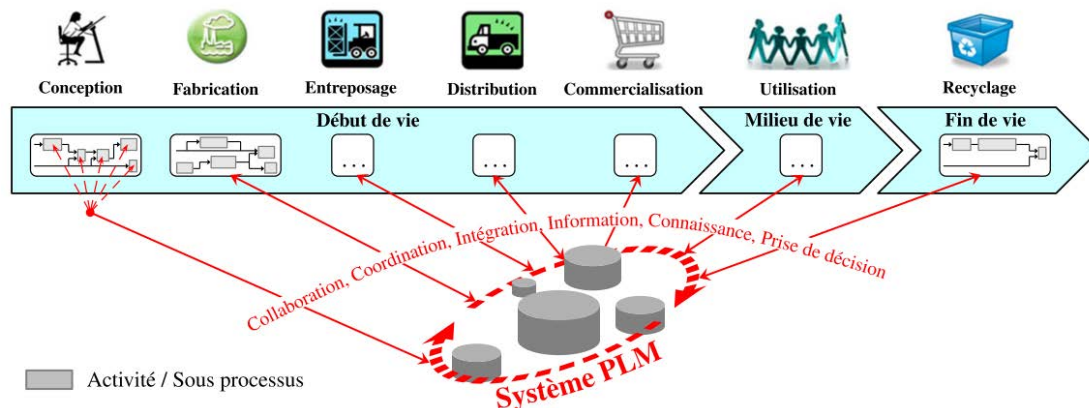 Conception
Fabrication
Entreposage
Distribution
Commercialisation
Utilisation
Recyclage
Début de vie
Milieu de vie
Fin de vie
...
...
...
...
Collaboration, Coordination, Intégration, Information, Connaissance, Prise de décision
Système PLM
Activité / Sous processus